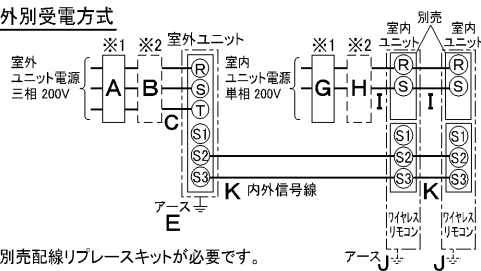 外別受電方式
別売
※1 ※2 室外ユニット
※1 ※2
室内
ユニット
室内
ユニット
室外
ユニット電源
三相 200V
A B C
R
S
T
S1
S2
S3
室内
ユニット電源
単相 200V
G H I I
R
S
S1
S2
S3
R
S
S1
S2
S3
K 内外信号線 K
アース
E
ワイヤレス
リモコン
ワイヤレス
リモコン
別売配線リプレースキットが必要です。
アース J J